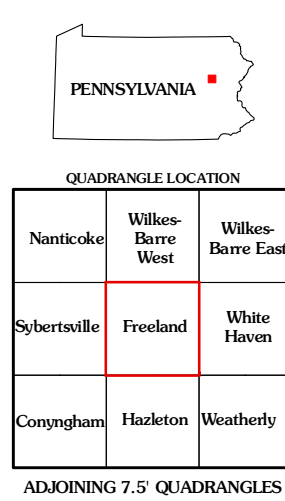 PENNSYLVANIA
QUADRANGLE LOCATION
Nanticoke
Wilkes-
Barre
West
Wilkes-
Barre East
Sybertsville
Freeland
White
Haven
Conyngham
Hazleton
Weatherly
ADJOINING 7.5' QUADRANGLES